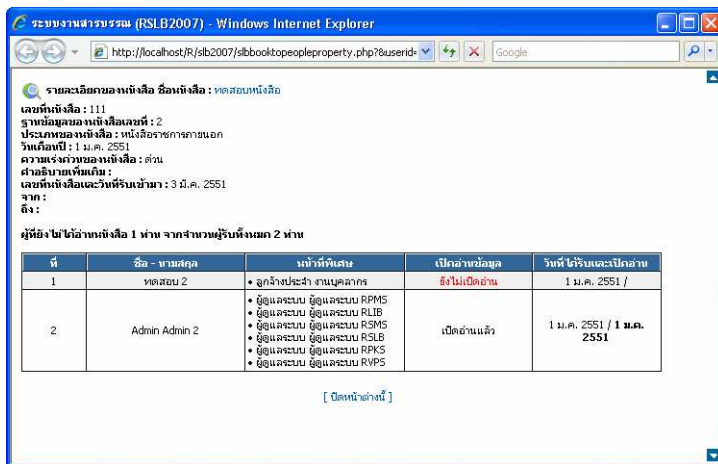 ระบบงานสารบรรณ (RSLB2007) - Windows Internet Explorer
http://localhost/R/slb2007/slbbooktopeopleproperty.php?&userid=
Google
รายละเอียดของหนังสือ ชื่อหนังสือ : ทดสอบหนังสือ
เลขที่หนังสือ : 111
ฐานข้อมูลของหนังสือเลขที่ : 2
ประเภทของหนังสือ : หนังสือราชการภายนอก
วันเดือนปี : 1 ม.ค. 2551
ความเร่งด่วนของหนังสือ : ด่วน
คำอธิบายเพิ่มเติม :
เลขที่หนังสือและวันที่รับเข้ามา : 3 มี.ค. 2551
จาก :
ถึง :
ผู้ที่ยังไม่ได้อ่านหนังสือ 1 ท่าน จากจำนวนผู้รับทั้งหมด 2 ท่าน
ที่ ชื่อ - นามสกุล หน้าที่พิเศษ เปิดอ่านข้อมูล วันที่ได้รับและเปิดอ่าน
1 ทดสอบ 2 • ลูกจ้างประจำ งานบุคลากร ยังไม่เปิดอ่าน 1 ม.ค. 2551 /
2 Admin Admin 2 • ผู้ดูแลระบบ ผู้ดูแลระบบ RPMS
• ผู้ดูแลระบบ ผู้ดูแลระบบ RLIB
• ผู้ดูแลระบบ ผู้ดูแลระบบ RSMS
• ผู้ดูแลระบบ ผู้ดูแลระบบ RSLB
• ผู้ดูแลระบบ ผู้ดูแลระบบ RPKS
• ผู้ดูแลระบบ ผู้ดูแลระบบ RVPS
เปิดอ่านแล้ว
1 ม.ค. 2551 / 1 ม.ค.
2551
[ ปิดหน้าต่างนี้ ]